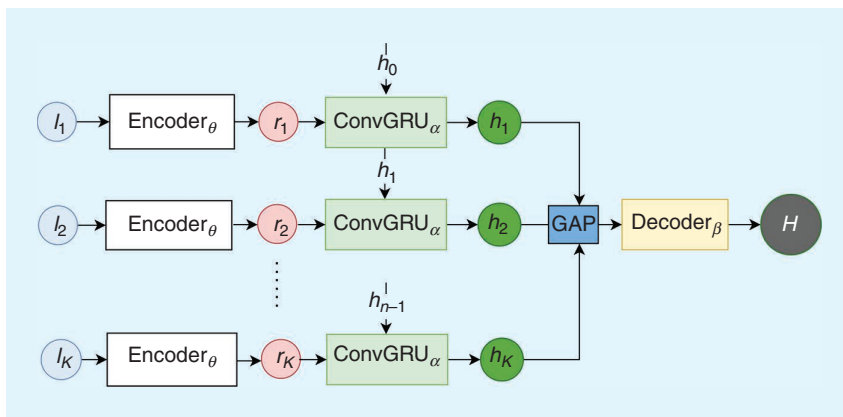 h0
I1 Encoderθ r1 ConvGRUα h1
h1
I2 Encoderθ r2 ConvGRUα h2 GAP Decoderβ H
hn–1
IK Encoderθ rK ConvGRUα hK